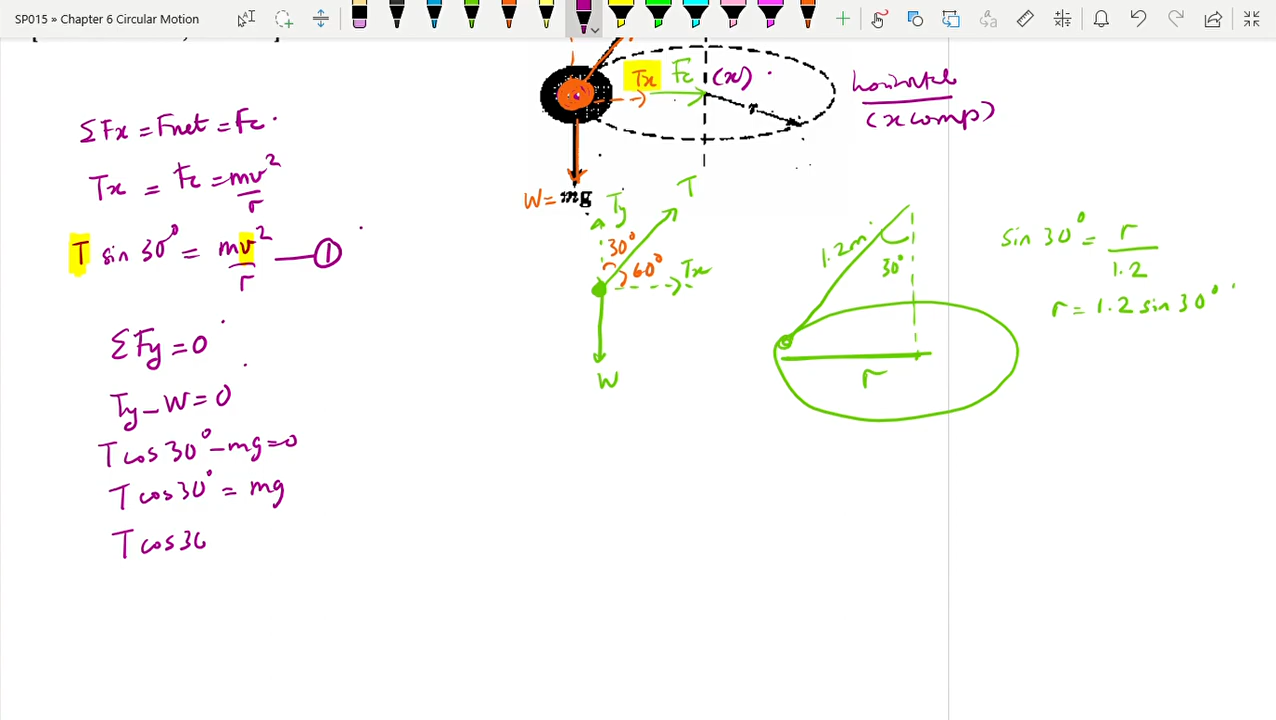 SP015 » Chapter 6 Circular Motion
Tx Fc (x)
horizontal
(x comp)
W = mg
ΣFx = Fnet = Fc
Tx = Fc = mv²/r
T sin 30° = mv²/r — ①
ΣFy = 0
Ty - W = 0
T cos 30° - mg = 0
T cos 30° = mg
T cos 30
Ty
T
30°
60°
Tx
W
1.2m
30°
r
sin 30° = r/1.2
r = 1.2 sin 30°